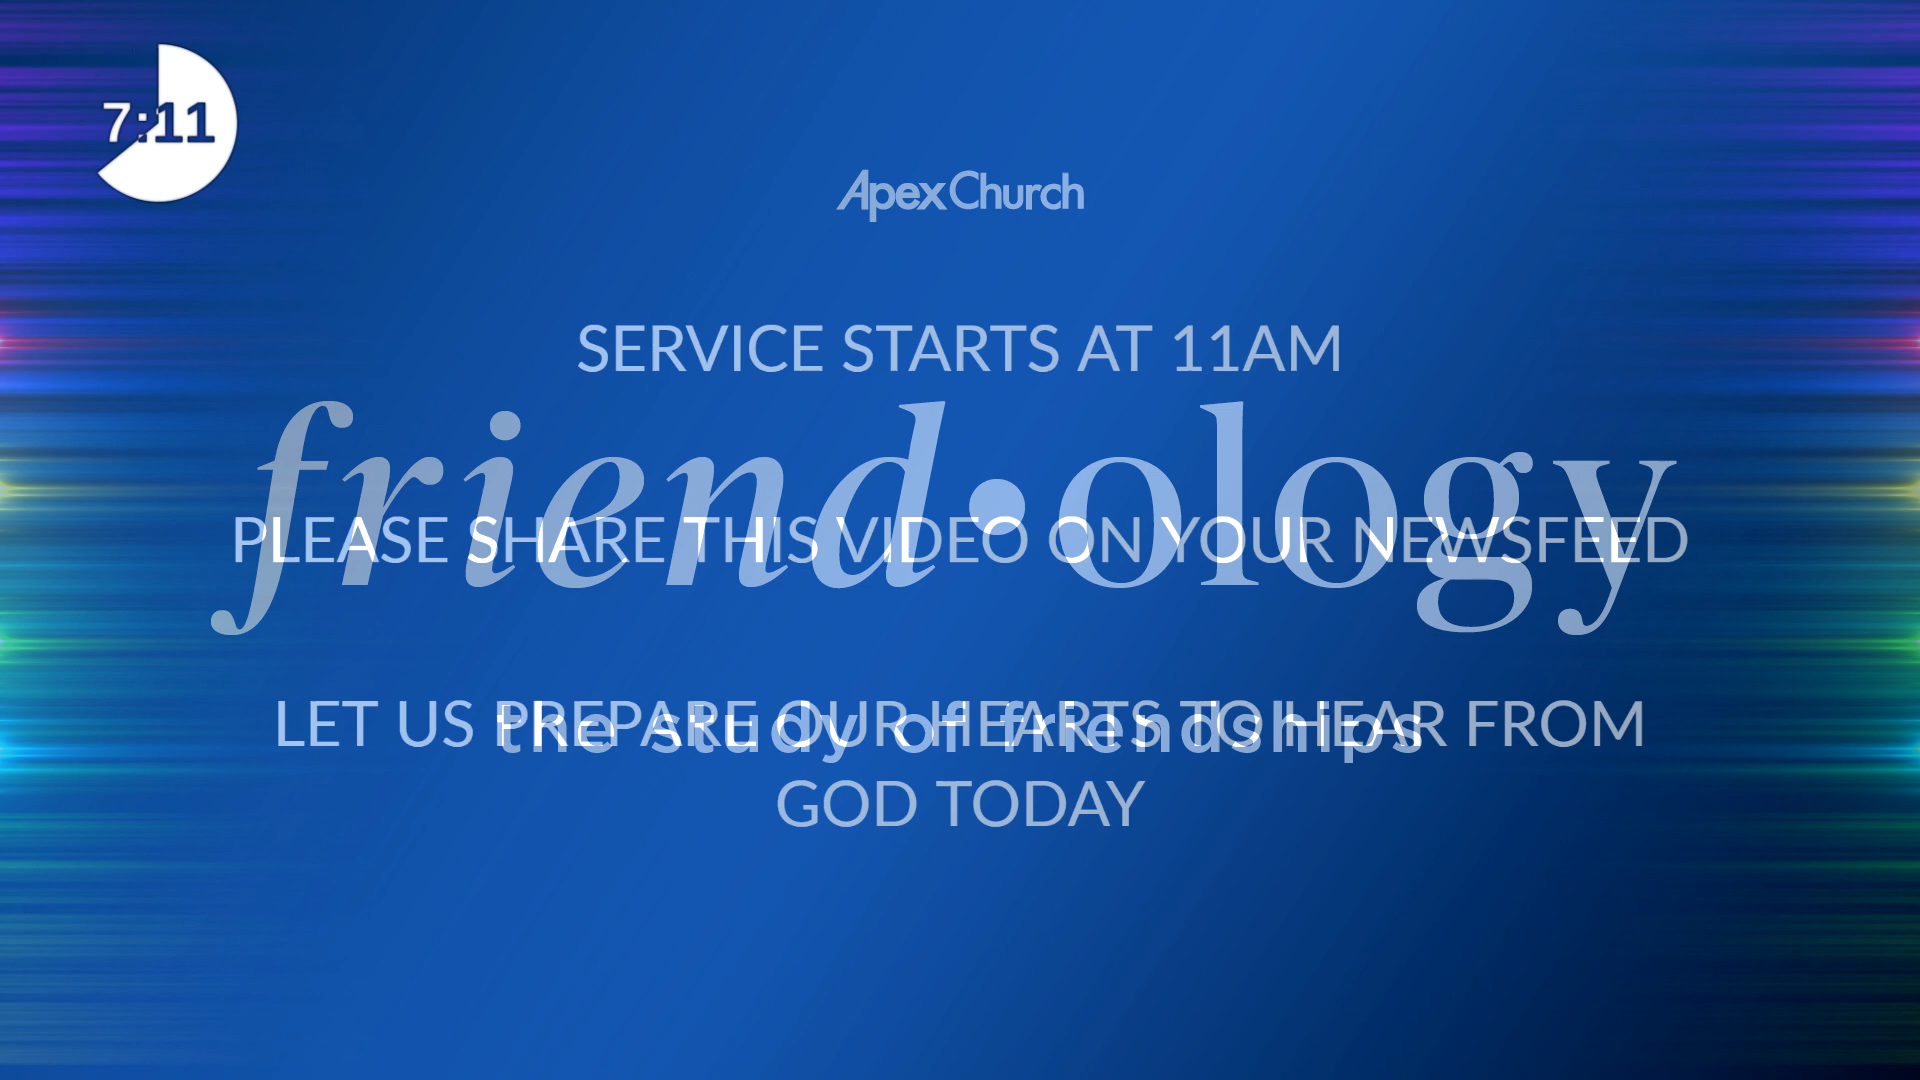 7:11
ApexChurch
SERVICE STARTS AT 11AM
friend•ology
PLEASE SHARE THIS VIDEO ON YOUR NEWSFEED
LET US PREPARE OUR HEARTS TO HEAR FROM
the study of friendships
GOD TODAY